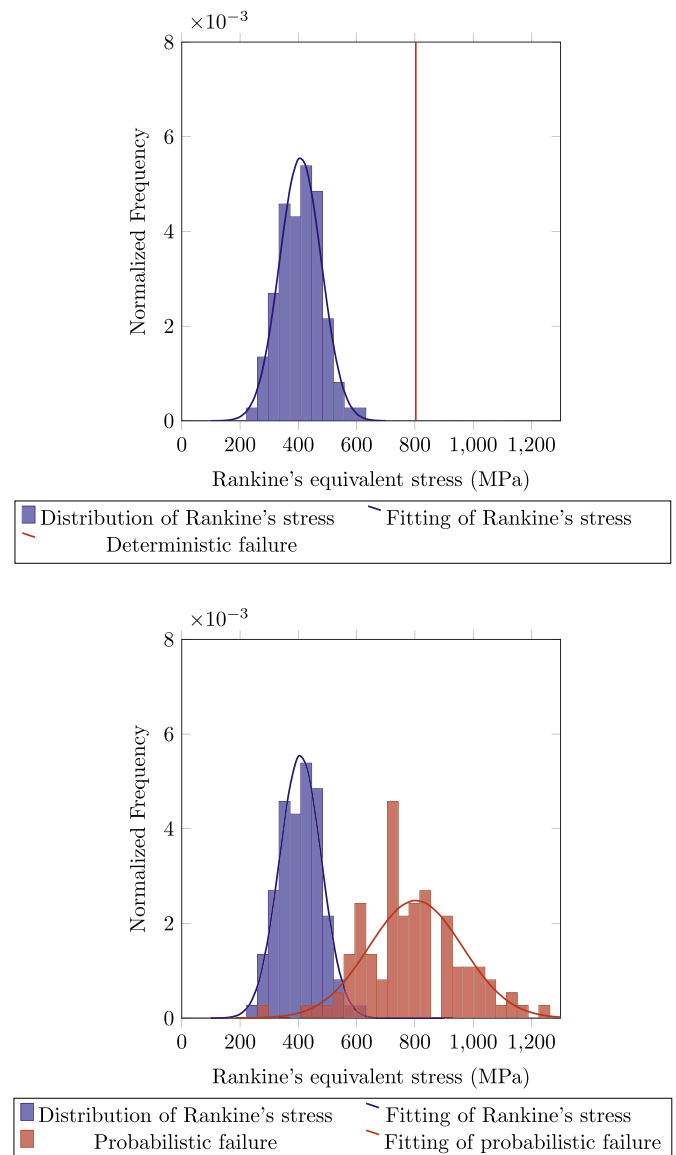 ×10⁻³
8
6
4
2
0
Normalized Frequency
0 200 400 600 800 1,000 1,200
Rankine's equivalent stress (MPa)
Distribution of Rankine's stress Fitting of Rankine's stress
Deterministic failure
×10⁻³
8
6
4
2
0
Normalized Frequency
0 200 400 600 800 1,000 1,200
Rankine's equivalent stress (MPa)
Distribution of Rankine's stress Fitting of Rankine's stress
Probabilistic failure Fitting of probabilistic failure